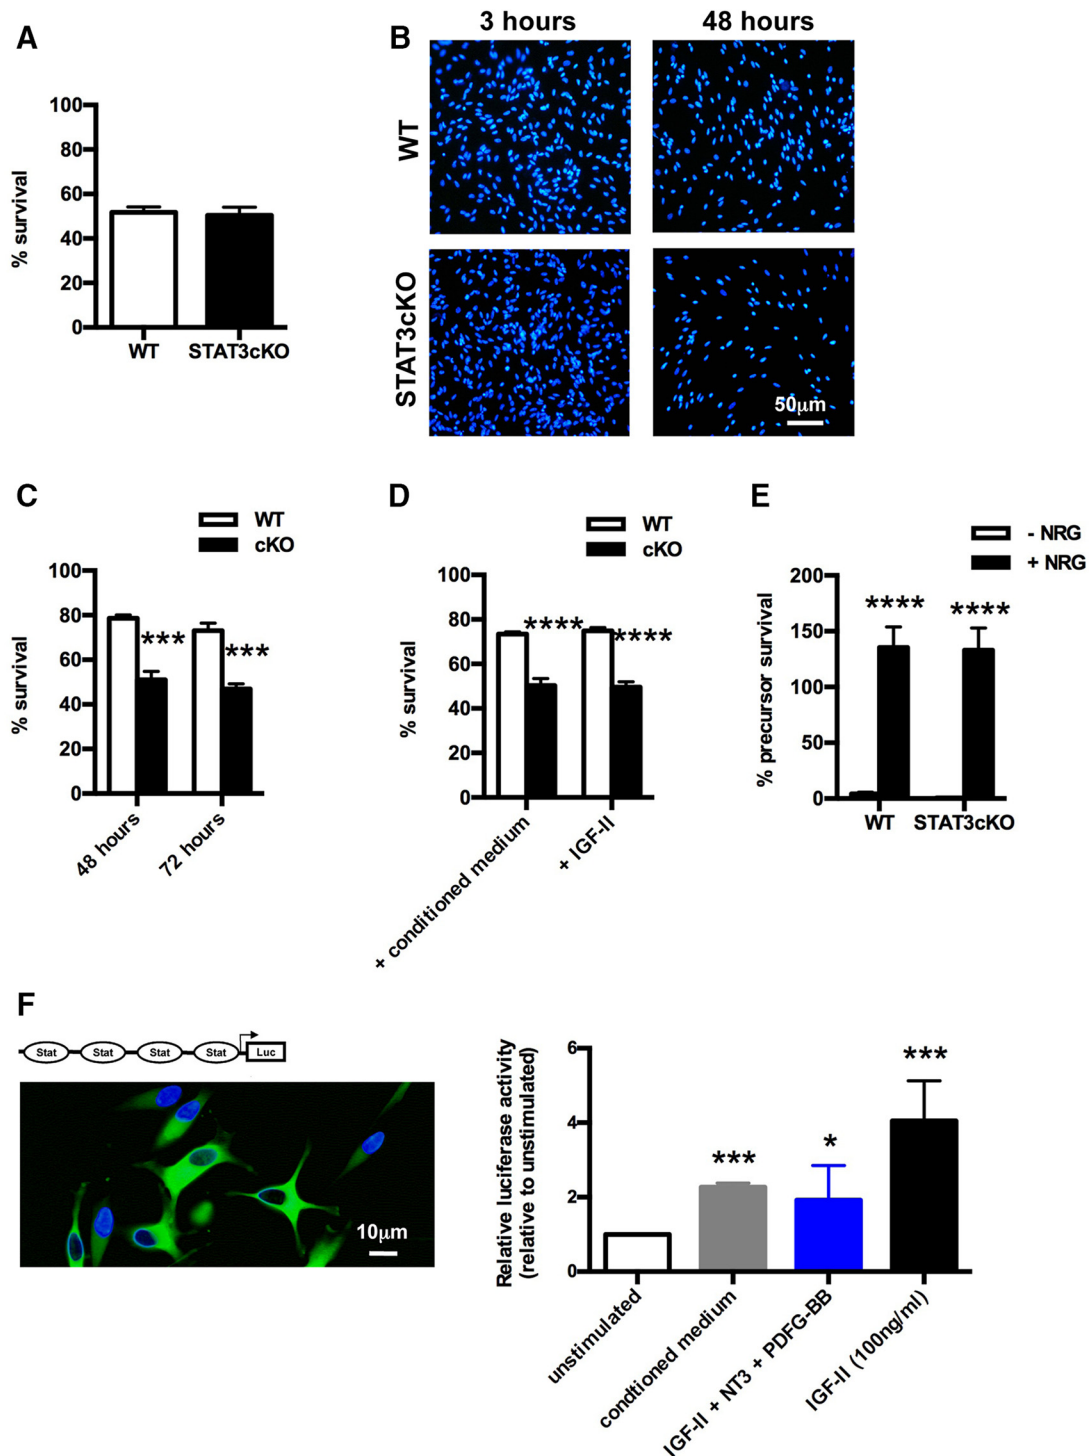 A
100
80
60
40
20
0
% survival
WT
STAT3cKO
B
3 hours
48 hours
WT
STAT3cKO
50μm
C
WT
cKO
100
80
60
40
20
0
% survival
***
***
48 hours
72 hours
D
WT
cKO
100
80
60
40
20
0
% survival
****
****
+ conditioned medium
+ IGF-II
E
- NRG
+ NRG
200
150
100
50
0
% precursor survival
****
****
WT
STAT3cKO
F
Stat
Stat
Stat
Stat
Luc
10μm
Relative luciferase activity
(relative to unstimulated)
6
4
2
0
***
*
***
unstimulated
condtioned medium
IGF-II + NT3 + PDFG-BB
IGF-II (100ng/ml)